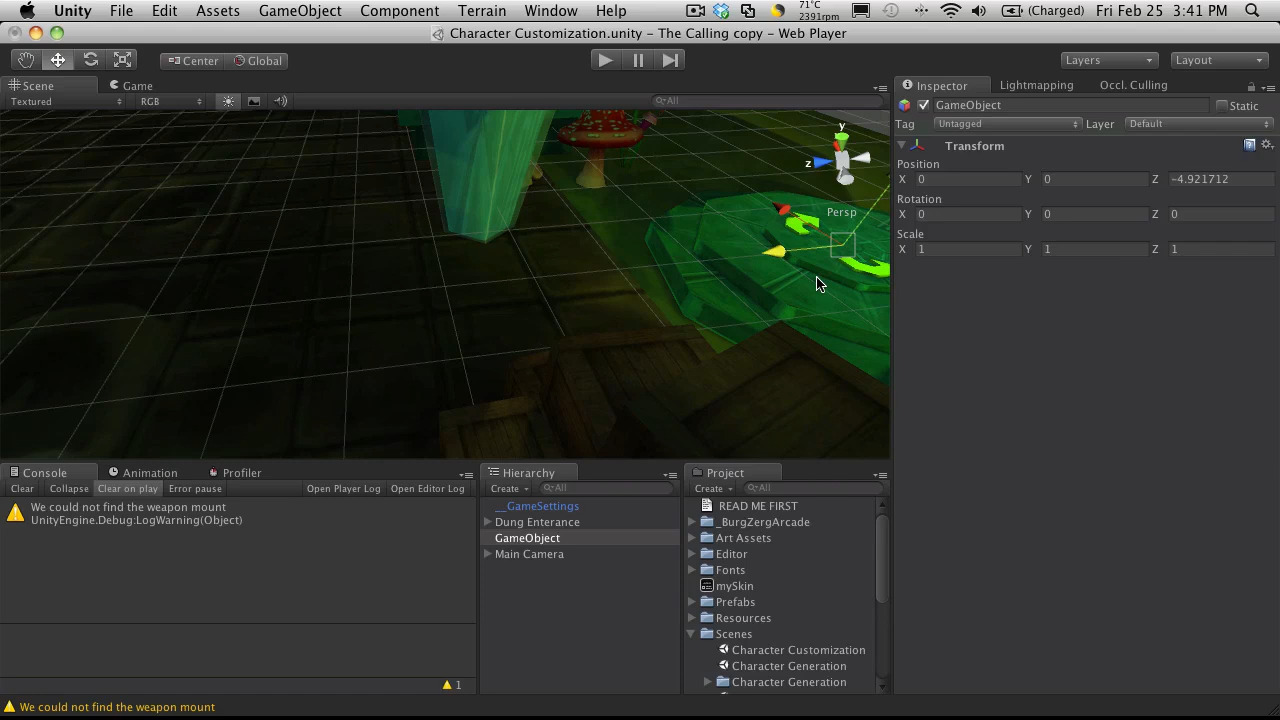 Unity File Edit Assets GameObject Component Terrain Window Help 71°C 2391rpm (Charged) Fri Feb 25 3:41 PM
Character Customization.unity - The Calling copy - Web Player
Center Global Layers Layout
Scene Game
Textured RGB All
y
z
Persp
Inspector Lightmapping Occl. Culling
GameObject Static
Tag Untagged Layer Default
Transform
Position
X 0 Y 0 Z -4.921712
Rotation
X 0 Y 0 Z 0
Scale
X 1 Y 1 Z 1
Console Animation Profiler
Clear Collapse Clear on play Error pause Open Player Log Open Editor Log
We could not find the weapon mount
UnityEngine.Debug:LogWarning(Object)
1
Hierarchy
Create All
__GameSettings
Dung Enterance
GameObject
Main Camera
Project
Create All
READ ME FIRST
_BurgZergArcade
Art Assets
Editor
Fonts
mySkin
Prefabs
Resources
Scenes
Character Customization
Character Generation
Character Generation
We could not find the weapon mount